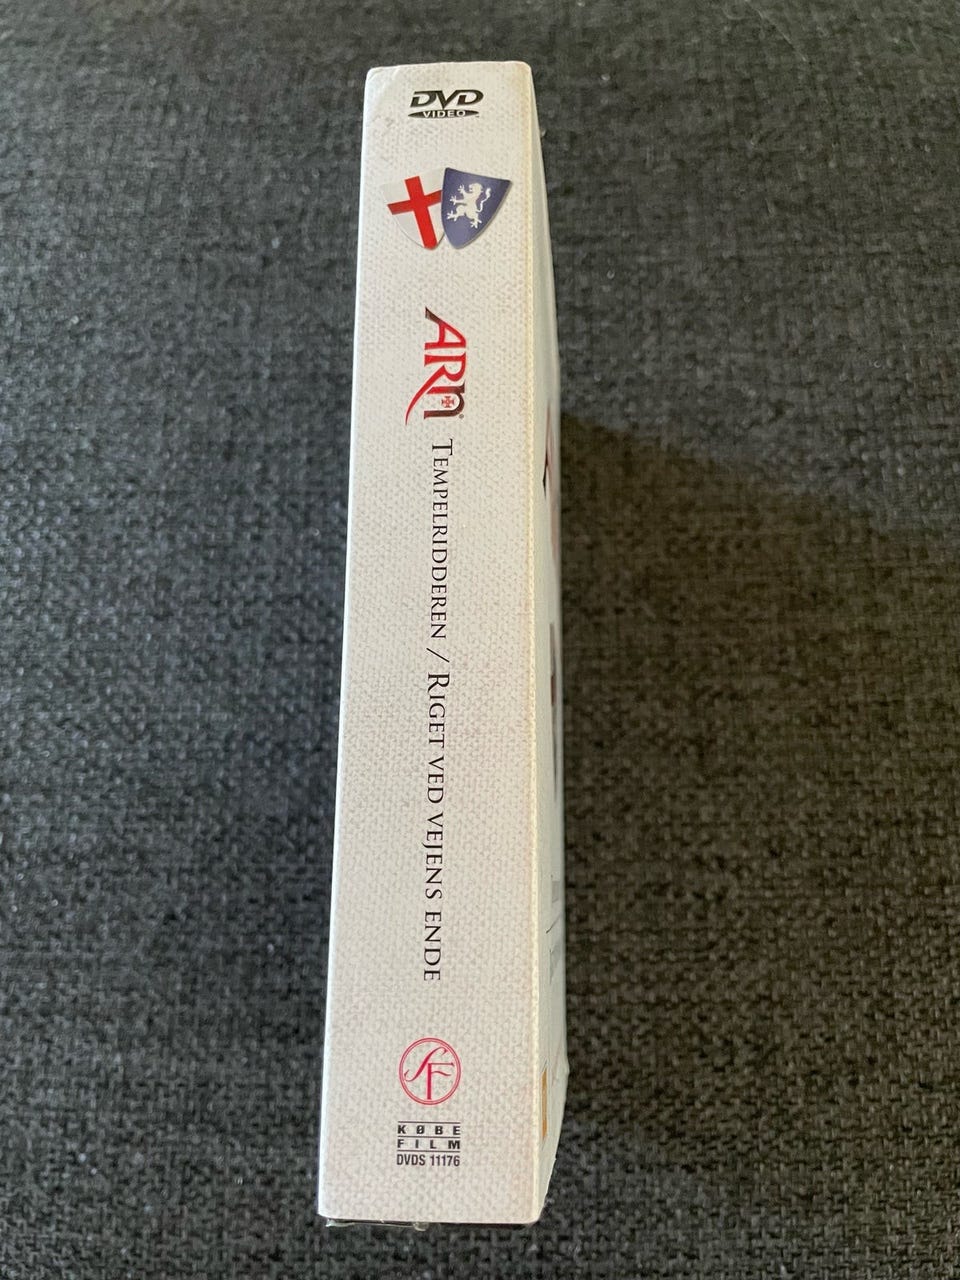 DVD
VIDEO
ARn
TEMPELRIDDEREN / RIGET VED VEJENS ENDE
SF
KØBE
FILM
DVDS 11176